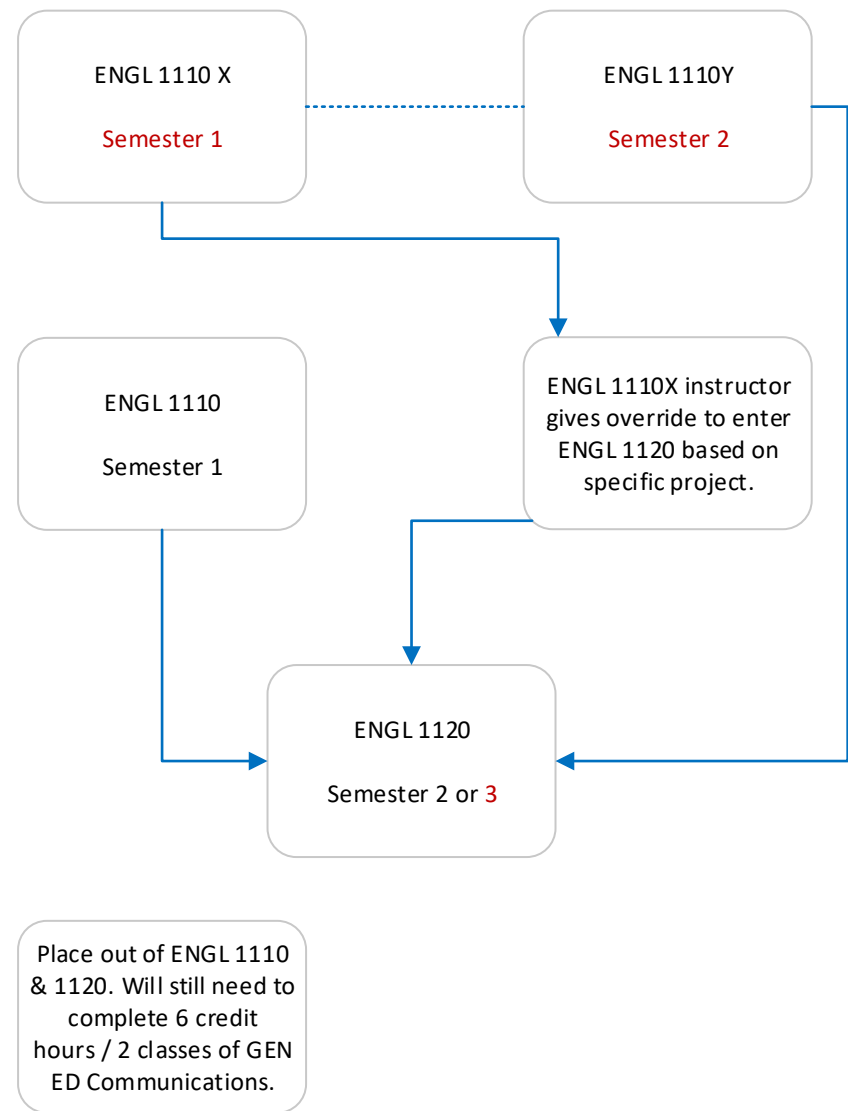 ENGL 1110 X
Semester 1
ENGL 1110Y
Semester 2
ENGL 1110
Semester 1
ENGL 1110X instructor
gives override to enter
ENGL 1120 based on
specific project.
ENGL 1120
Semester 2 or 3
Place out of ENGL 1110
& 1120. Will still need to
complete 6 credit
hours / 2 classes of GEN
ED Communications.